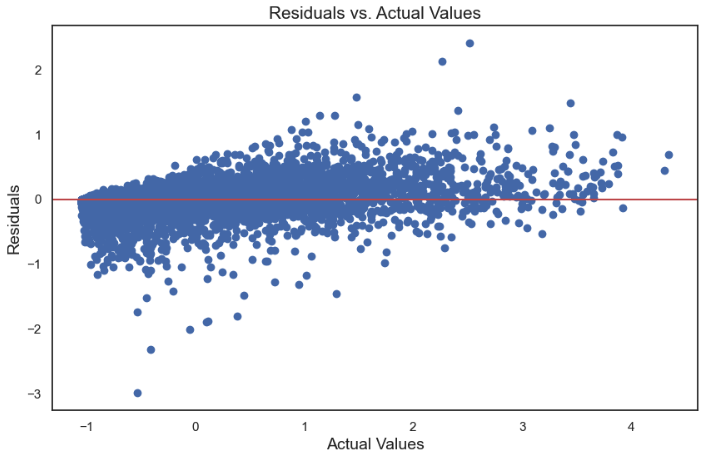 Residuals vs. Actual Values
2
1
0
−1
−2
−3
Residuals
−1 0 1 2 3 4
Actual Values